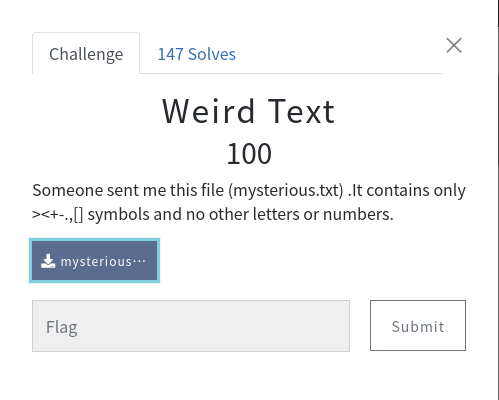 Challenge
147 Solves
Weird Text
100
Someone sent me this file (mysterious.txt) .It contains only
><+-.,[] symbols and no other letters or numbers.
mysterious···
Flag
Submit